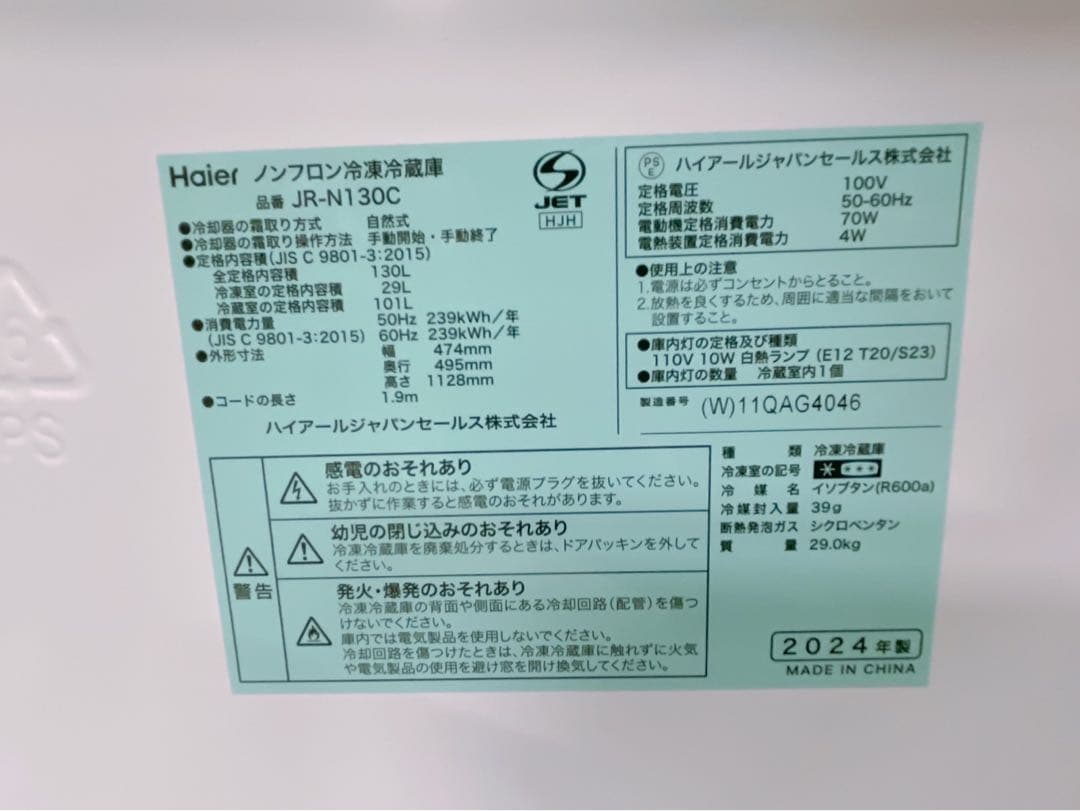 Haier ノンフロン冷凍冷蔵庫
品番 JR-N130C
JET
HJH
●冷却器の霜取り方式 自然式
●冷却器の霜取り操作方法 手動開始・手動終了
●定格内容積(JIS C 9801-3:2015)
全定格内容積 130L
冷凍室の定格内容積 29L
冷蔵室の定格内容積 101L
●消費電力量 50Hz 239kWh/年
(JIS C 9801-3:2015) 60Hz 239kWh/年
●外形寸法 幅 474mm
奥行 495mm
高さ 1128mm
●コードの長さ 1.9m
ハイアールジャパンセールス株式会社
PS
E
ハイアールジャパンセールス株式会社
定格電圧 100V
定格周波数 50-60Hz
電動機定格消費電力 70W
電熱装置定格消費電力 4W
●使用上の注意
1.電源は必ずコンセントからとること。
2.放熱を良くするため、周囲に適当な間隔をおいて
設置すること。
●庫内灯の定格及び種類
110V 10W 白熱ランプ(E12 T20/S23)
●庫内灯の数量 冷蔵室内1個
製造番号 (W)11QAG4046
警告
感電のおそれあり
お手入れのときには、必ず電源プラグを抜いてください。
抜かずに作業すると感電のおそれがあります。
幼児の閉じ込みのおそれあり
冷凍冷蔵庫を廃棄処分するときは、ドアパッキンを外して
ください。
発火・爆発のおそれあり
冷凍冷蔵庫の背面や側面にある冷却回路(配管)を傷つ
けないでください。
庫内では電気製品を使用しないでください。
冷却回路を傷つけたときは、冷凍冷蔵庫に触れずに火気
や電気製品の使用を避け窓を開け換気してください。
種類 冷凍冷蔵庫
冷凍室の記号
冷媒名 イソブタン(R600a)
冷媒封入量 39g
断熱発泡ガス シクロペンタン
質量 29.0kg
2024年製
MADE IN CHINA
PS